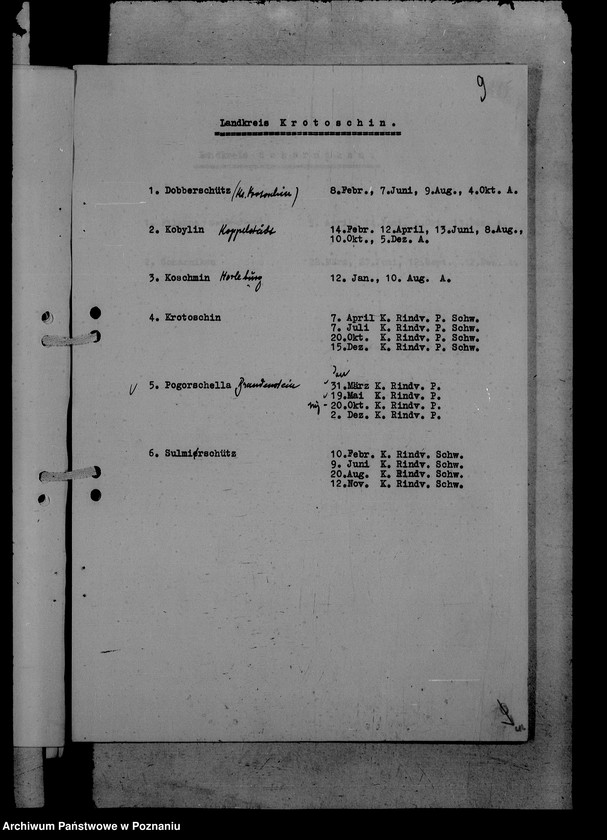 9
Landkreis Krotoschin.
1. Dobberschütz (Kr. Krotoschin) 8.Febr., 7.Juni, 9.Aug., 4.Okt. A.
2. Kobylin Koppelstädt 14.Febr. 12.April, 13.Juni, 8.Aug.,
10.Okt., 5.Dez. A.
3. Koschmin Horleburg 12. Jan., 10. Aug. A.
4. Krotoschin 7. April K. Rindv. P. Schw.
7. Juli K. Rindv. P. Schw.
20.Okt. K. Rindv. P. Schw.
15.Dez. K. Rindv. P. Schw.
5. Pogorschella Brandenstein 31.März K. Rindv. P.
19.Mai K. Rindv. P.
20.Okt. K. Rindv. P.
2. Dez. K. Rindv. P.
6. Sulmierschütz 10.Febr. K. Rindv. Schw.
9. Juni K. Rindv. Schw.
20.Aug. K. Rindv. Schw.
12.Nov. K. Rindv. Schw.
Archiwum Państwowe w Poznaniu